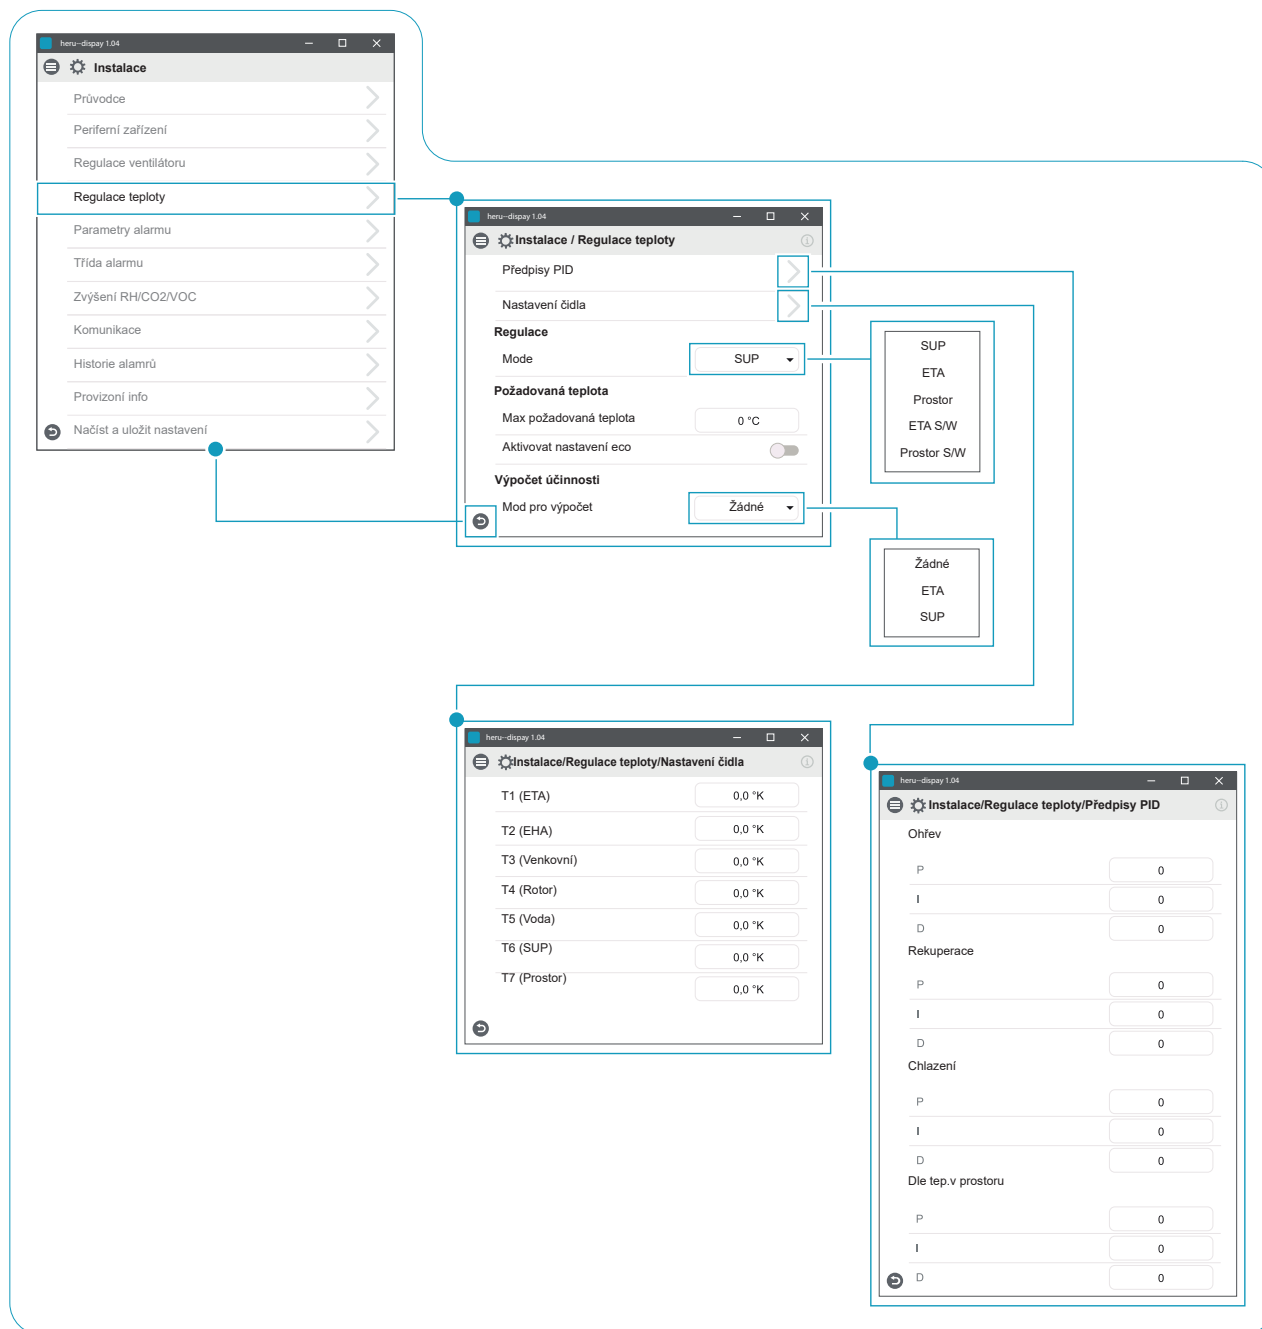 heru--dispay 1.04
Instalace
Průvodce
Periferní zařízení
Regulace ventilátoru
Regulace teploty
Parametry alarmu
Třída alarmu
Zvýšení RH/CO2/VOC
Komunikace
Historie alamrů
Provizoní info
Načíst a uložit nastavení
heru--dispay 1.04
Instalace / Regulace teploty
Předpisy PID
Nastavení čidla
Regulace
Mode SUP
Požadovaná teplota
Max požadovaná teplota 0 °C
Aktivovat nastavení eco
Výpočet účinnosti
Mod pro výpočet Žádné
SUP
ETA
Prostor
ETA S/W
Prostor S/W
Žádné
ETA
SUP
heru--dispay 1.04
Instalace/Regulace teploty/Nastavení čidla
T1 (ETA) 0,0 °K
T2 (EHA) 0,0 °K
T3 (Venkovní) 0,0 °K
T4 (Rotor) 0,0 °K
T5 (Voda) 0,0 °K
T6 (SUP) 0,0 °K
T7 (Prostor) 0,0 °K
heru--dispay 1.04
Instalace/Regulace teploty/Předpisy PID
Ohřev
P 0
I 0
D 0
Rekuperace
P 0
I 0
D 0
Chlazení
P 0
I 0
D 0
Dle tep.v prostoru
P 0
I 0
D 0